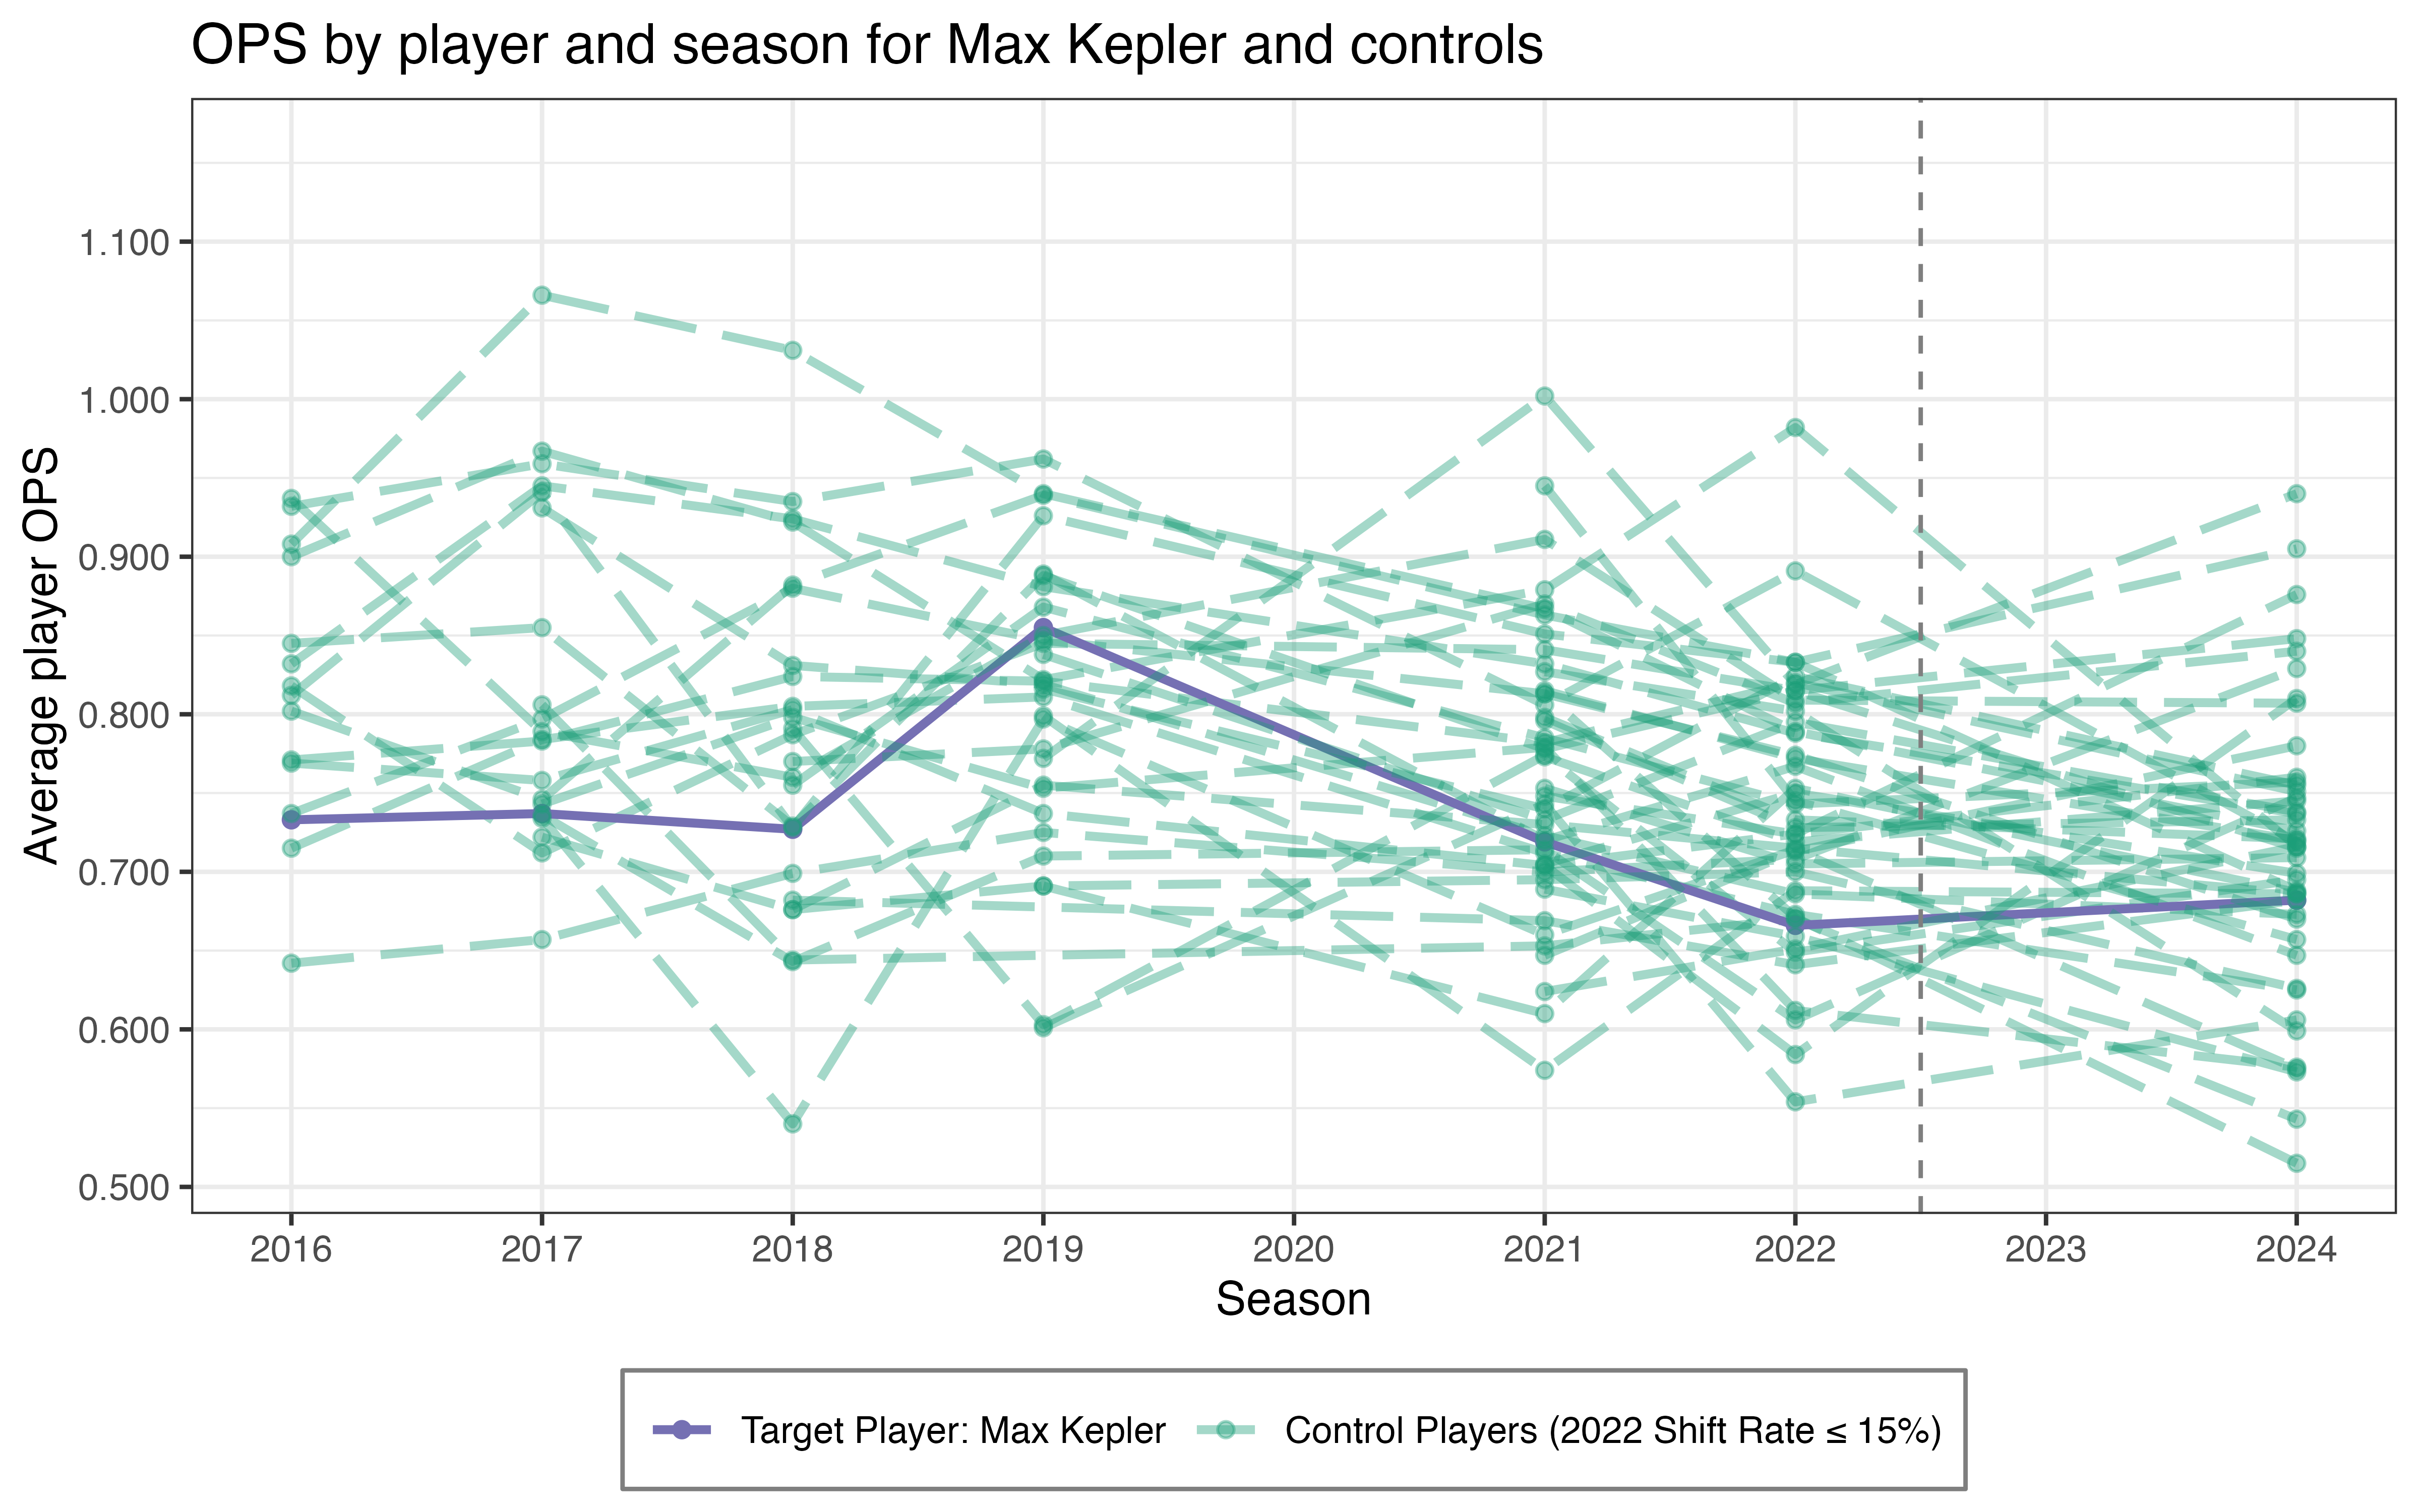 OPS by player and season for Max Kepler and controls
Average player OPS
1.100
1.000
0.900
0.800
0.700
0.600
0.500
2016 2017 2018 2019 2020 2021 2022 2023 2024
Season
Target Player: Max Kepler Control Players (2022 Shift Rate ≤ 15%)